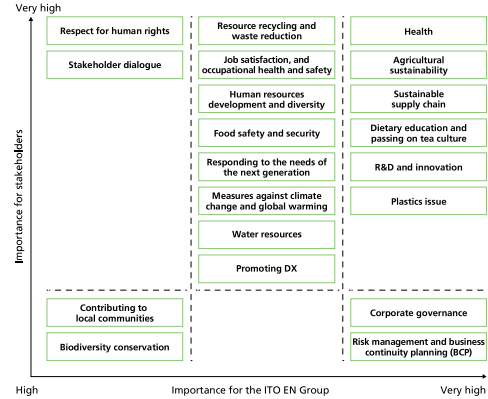 Very high
Importance for stakeholders
Respect for human rights
Stakeholder dialogue
Resource recycling and
waste reduction
Job satisfaction, and
occupational health and safety
Human resources
development and diversity
Food safety and security
Responding to the needs of
the next generation
Measures against climate
change and global warming
Water resources
Promoting DX
Health
Agricultural
sustainability
Sustainable
supply chain
Dietary education and
passing on tea culture
R&D and innovation
Plastics issue
Contributing to
local communities
Biodiversity conservation
Corporate governance
Risk management and business
continuity planning (BCP)
High
Importance for the ITO EN Group
Very high